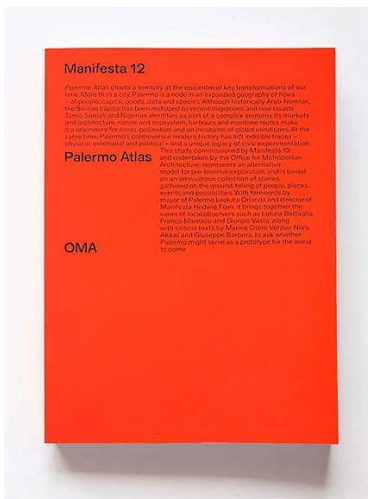 Manifesta 12
Palermo Atlas charts a territory at the epicentre of key transformations of our
time. More than a city, Palermo is a node in an expanded geography of flows
– of people, capital, goods, data and species. Although historically Arab-Norman,
the Sicilian capital has been reshaped by recent migrations and now counts
Tamil, Somali and Nigerian identities as part of a complex anatomy. Its markets
and architecture, nature and ecosystem, harbours and maritime routes make
it a laboratory for cross-pollination and an incubator of global conditions. At the
same time, Palermo's controversial modern history has left indelible traces –
physical, emotional and political – and a unique legacy of civil experimentation.
Palermo Atlas
This study, commissioned by Manifesta 12
and undertaken by the Office for Metropolitan
Architecture, represents an alternative
model for pre-biennial exploration, and is based
on an omnivorous collection of stories
gathered on the ground, telling of people, places,
events and possibilities. With forewords by
mayor of Palermo Leoluca Orlando and director of
Manifesta Hedwig Fijen, it brings together the
views of local observers such as Letizia Battaglia,
Franco Maresco and Giorgio Vasta, along
with critical texts by Marina Otero Verzier, Nora
Akawi and Giuseppe Barbera, to ask whether
OMA
Palermo might serve as a prototype for the world
to come.